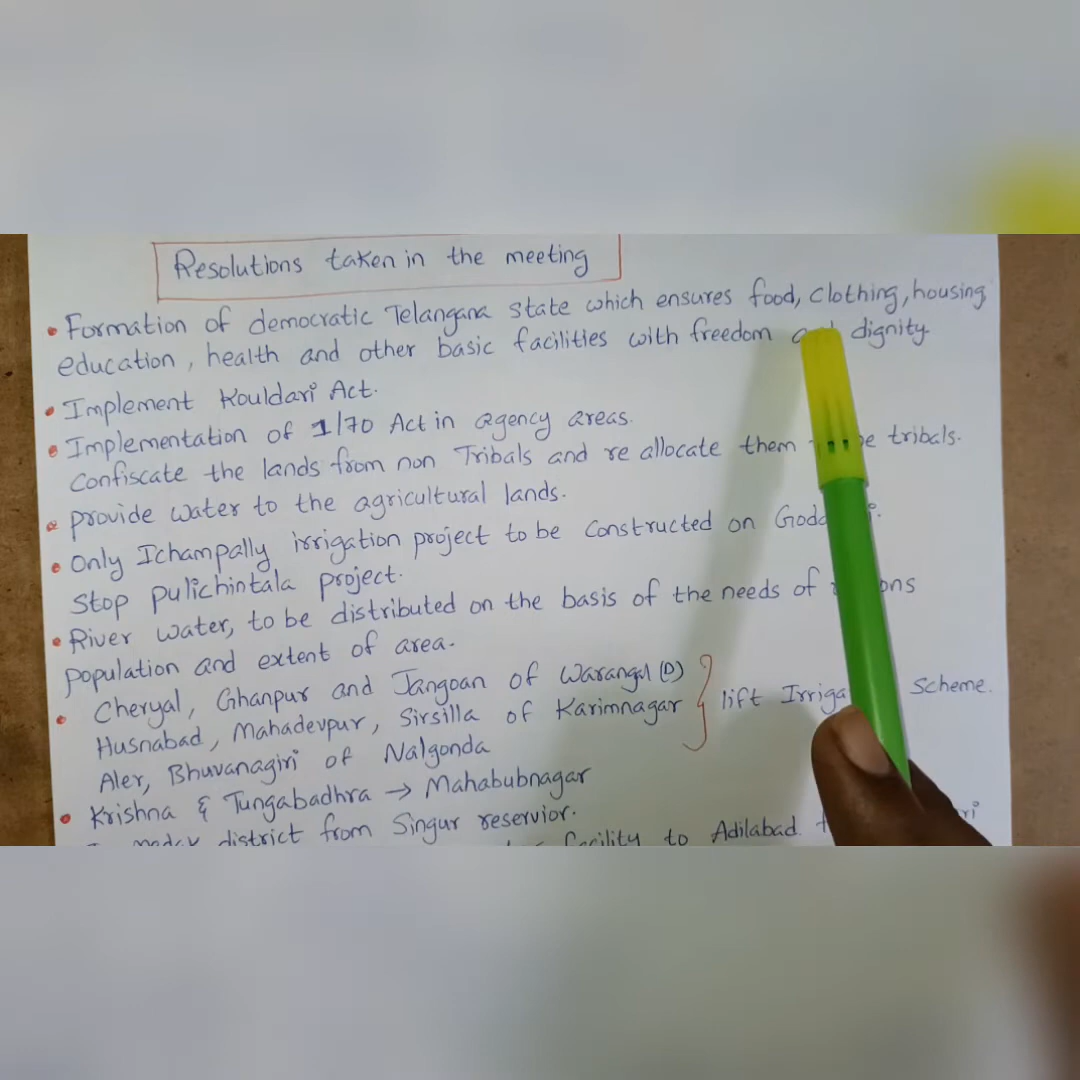 Resolutions taken in the meeting
• Formation of democratic Telangana state which ensures food, clothing, housing,
education, health and other basic facilities with freedom dignity
• Implement Kouldari Act.
• Implementation of 1/70 Act in agency areas.
Confiscate the lands from non Tribals and re allocate them tribals.
• provide water to the agricultural lands.
• Only Ichampally irrigation project to be constructed on
Stop pulichintala project.
• River water, to be distributed on the basis of the needs of
population and extent of area.
• Cheryal, Ghanpur and Jangoan of Warangal (D)
Husnabad, Mahadevpur, Sirsilla of Karimnagar } lift Scheme.
Aler, Bhuvanagiri of Nalgonda
• Krishna & Tungabadhra → Mahabubnagar
district from Singur reservior.
facility to Adilabad